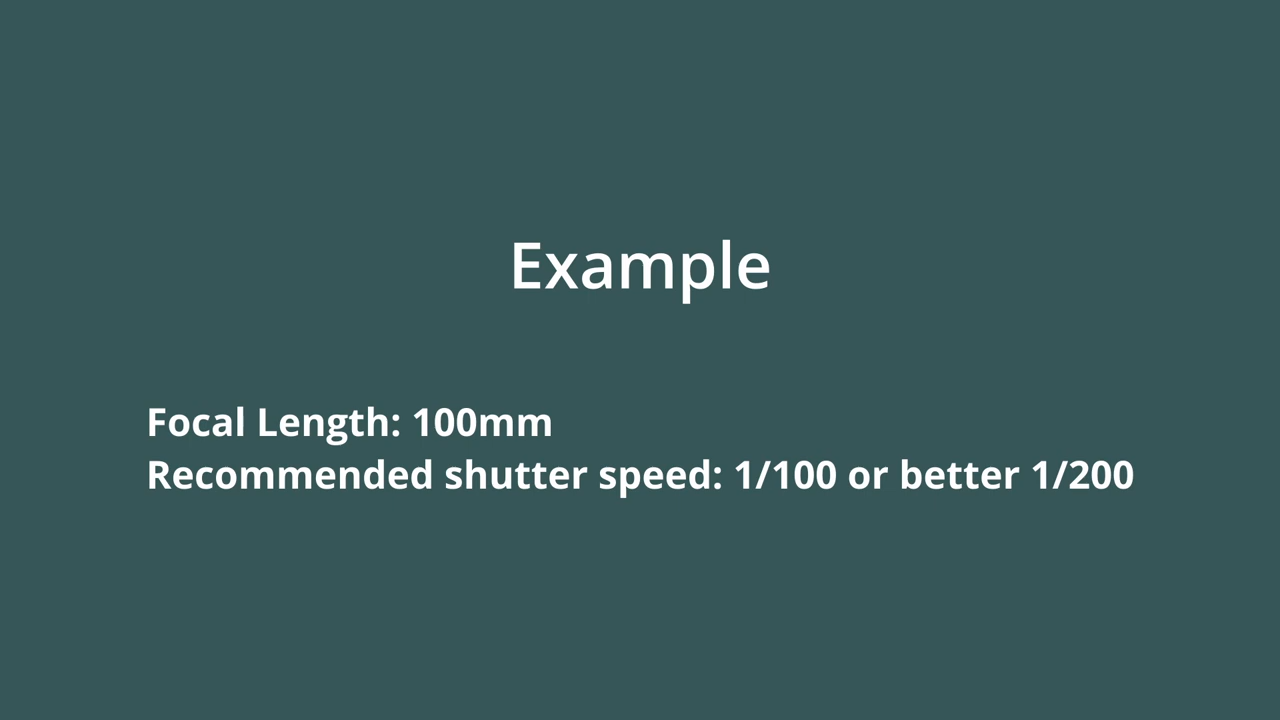 Example
Focal Length: 100mm
Recommended shutter speed: 1/100 or better 1/200